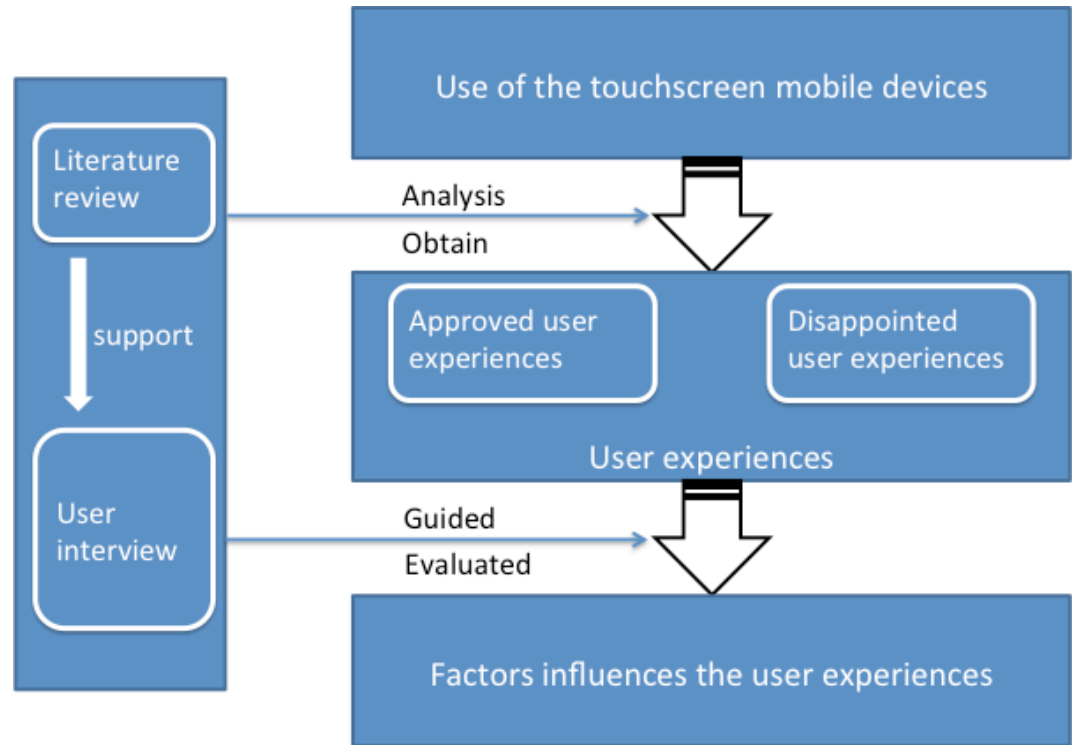 Use of the touchscreen mobile devices
Literature
review
Analysis
Obtain
support
Approved user
experiences
Disappointed
user experiences
User experiences
User
interview
Guided
Evaluated
Factors influences the user experiences